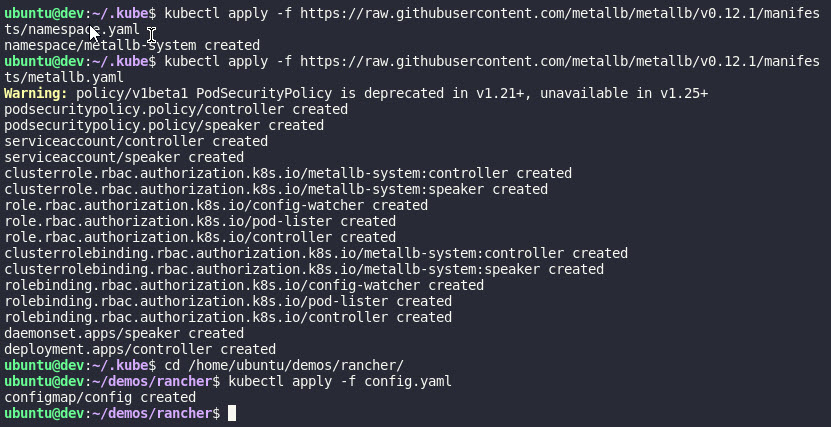 ubuntu@dev:~/.kube$ kubectl apply -f https://raw.githubusercontent.com/metallb/metallb/v0.12.1/manifes
ts/namespace.yaml
namespace/metallb-system created
ubuntu@dev:~/.kube$ kubectl apply -f https://raw.githubusercontent.com/metallb/metallb/v0.12.1/manifes
ts/metallb.yaml
Warning: policy/v1beta1 PodSecurityPolicy is deprecated in v1.21+, unavailable in v1.25+
podsecuritypolicy.policy/controller created
podsecuritypolicy.policy/speaker created
serviceaccount/controller created
serviceaccount/speaker created
clusterrole.rbac.authorization.k8s.io/metallb-system:controller created
clusterrole.rbac.authorization.k8s.io/metallb-system:speaker created
role.rbac.authorization.k8s.io/config-watcher created
role.rbac.authorization.k8s.io/pod-lister created
role.rbac.authorization.k8s.io/controller created
clusterrolebinding.rbac.authorization.k8s.io/metallb-system:controller created
clusterrolebinding.rbac.authorization.k8s.io/metallb-system:speaker created
rolebinding.rbac.authorization.k8s.io/config-watcher created
rolebinding.rbac.authorization.k8s.io/pod-lister created
rolebinding.rbac.authorization.k8s.io/controller created
daemonset.apps/speaker created
deployment.apps/controller created
ubuntu@dev:~/.kube$ cd /home/ubuntu/demos/rancher/
ubuntu@dev:~/demos/rancher$ kubectl apply -f config.yaml
configmap/config created
ubuntu@dev:~/demos/rancher$